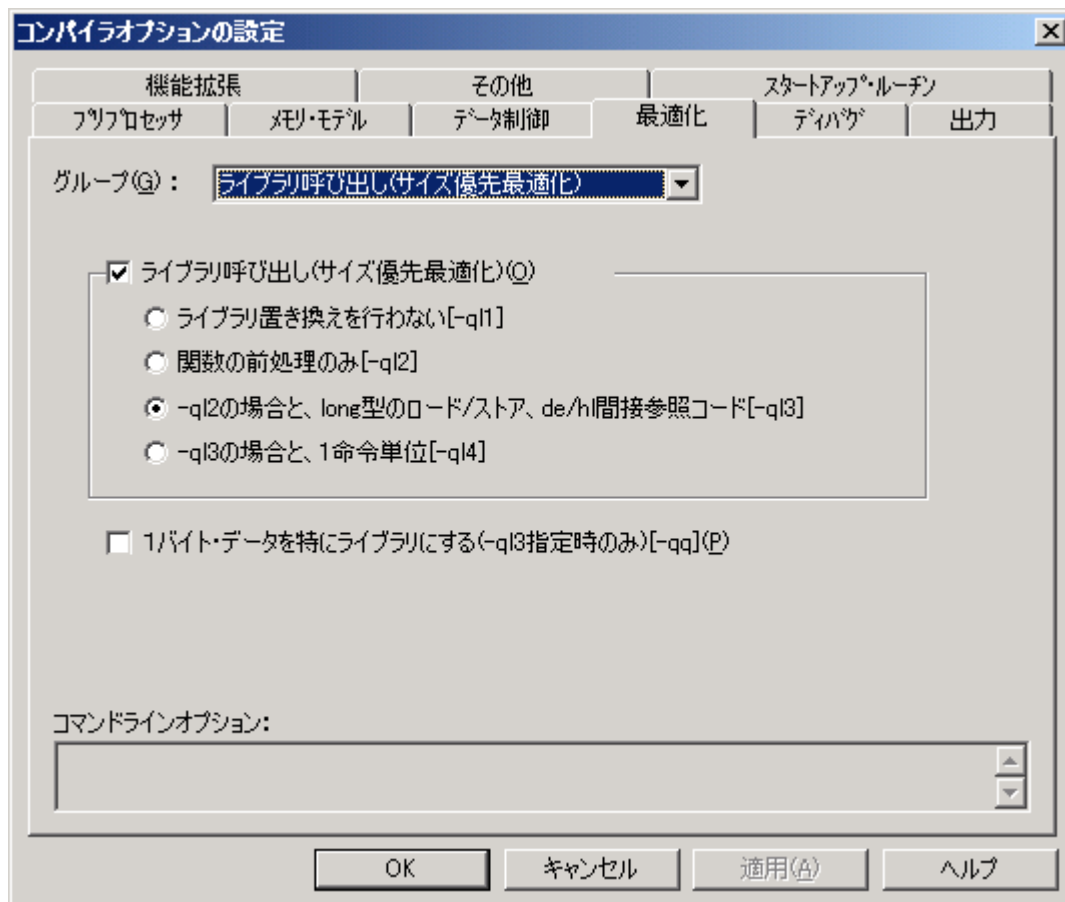 コンパイラオプションの設定
機能拡張 その他 スタートアップ・ルーチン
プリプロセッサ メモリ・モデル データ制御 最適化 ディバグ 出力
グループ(G)： ライブラリ呼び出し(サイズ優先最適化)
ライブラリ呼び出し(サイズ優先最適化)(O)
ライブラリ置き換えを行わない[-ql1]
関数の前処理のみ[-ql2]
-ql2の場合と、long型のロード/ストア、de/hl間接参照コード[-ql3]
-ql3の場合と、1命令単位[-ql4]
1バイト・データを特にライブラリにする(-ql3指定時のみ)[-qq](P)
コマンドラインオプション:
OK キャンセル 適用(A) ヘルプ